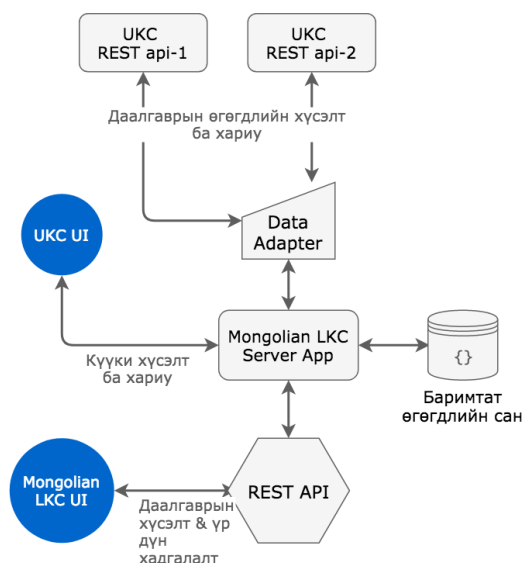 UKC
REST api-1
UKC
REST api-2
Даалгаврын өгөгдлийн хүсэлт
ба хариу
Data
Adapter
UKC UI
Mongolian LKC
Server App
{}
Күүки хүсэлт
ба хариу
Баримтат
өгөгдлийн сан
Mongolian
LKC UI
REST API
Даалгаврын
хүсэлт & үр
дүн
хадгалалт